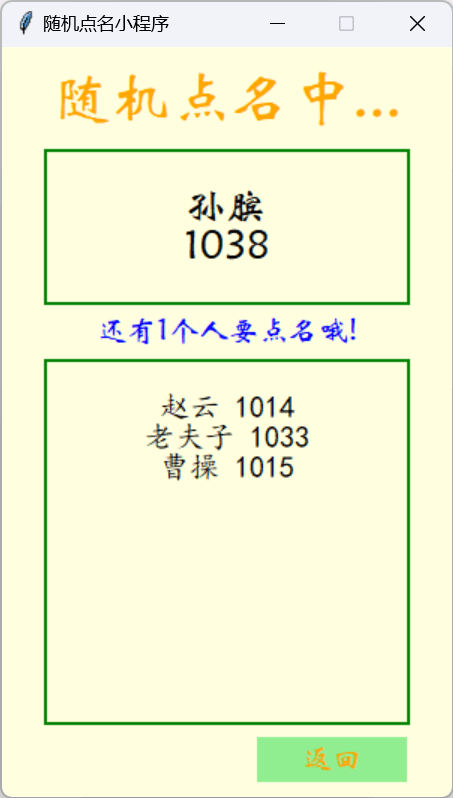 随机点名小程序
随机点名中...
孙膑
1038
还有1个人要点名哦!
赵云 1014
老夫子 1033
曹操 1015
返回